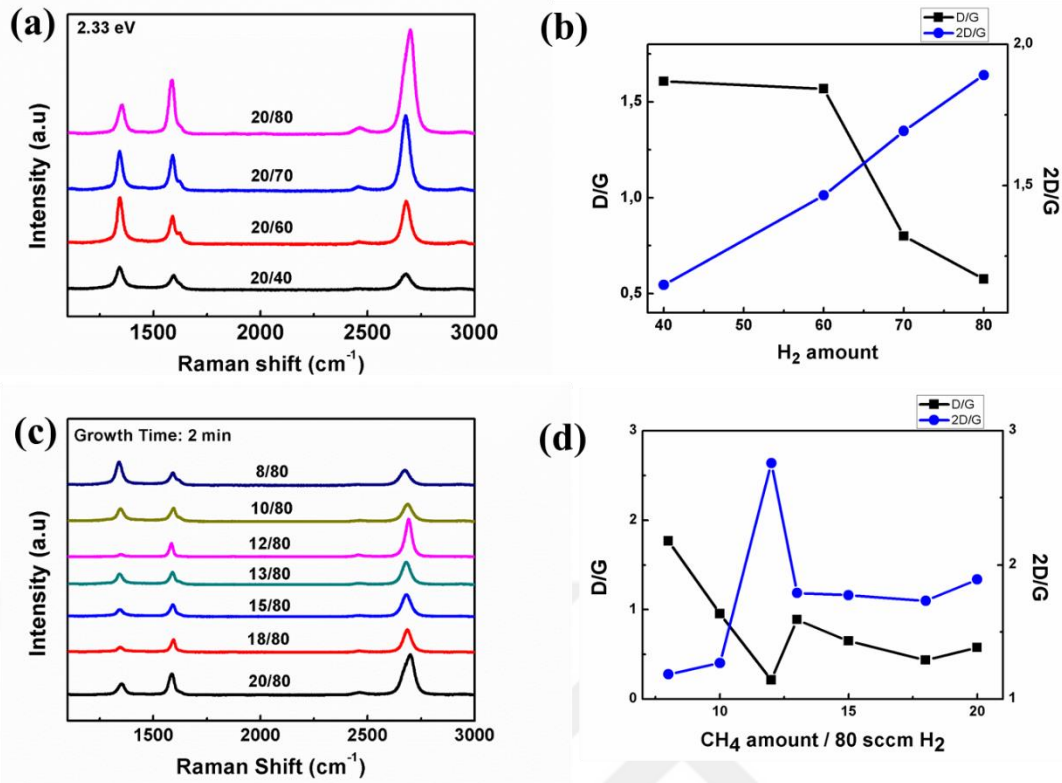 (a)
2.33 eV
20/80
20/70
20/60
20/40
Intensity (a.u)
1500
2000
2500
3000
Raman shift (cm⁻¹)
(b)
D/G
2D/G
2,0
1,5
1,5
1,0
0,5
D/G
2D/G
40
50
60
70
80
H₂ amount
(c)
Growth Time: 2 min
8/80
10/80
12/80
13/80
15/80
18/80
20/80
Intensity (a.u)
1500
2000
2500
3000
Raman Shift (cm⁻¹)
(d)
D/G
2D/G
3
3
2
2
1
0
1
D/G
2D/G
10
15
20
CH₄ amount / 80 sccm H₂